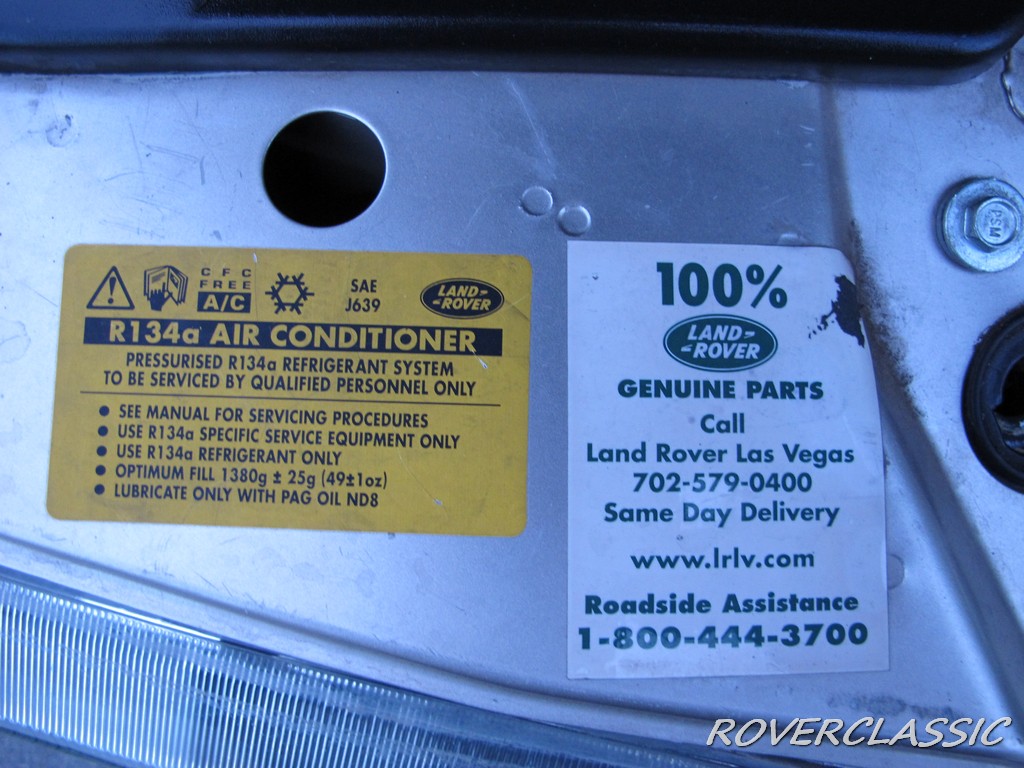 CFC
FREE
A/C
SAE
J639
LAND-
-ROVER
R134a AIR CONDITIONER
PRESSURISED R134a REFRIGERANT SYSTEM
TO BE SERVICED BY QUALIFIED PERSONNEL ONLY
• SEE MANUAL FOR SERVICING PROCEDURES
• USE R134a SPECIFIC SERVICE EQUIPMENT ONLY
• USE R134a REFRIGERANT ONLY
• OPTIMUM FILL 1380g ± 25g (49±1oz)
• LUBRICATE ONLY WITH PAG OIL ND8
100%
LAND-
-ROVER
GENUINE PARTS
Call
Land Rover Las Vegas
702-579-0400
Same Day Delivery
www.lrlv.com
Roadside Assistance
1-800-444-3700
PSM
ROVERCLASSIC